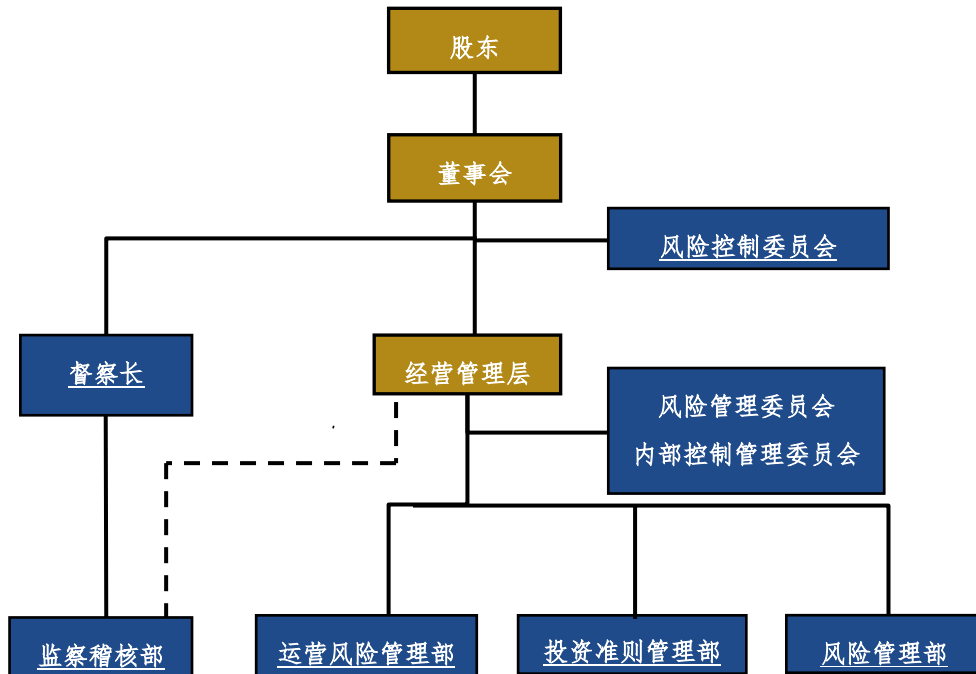 股东
董事会
风险控制委员会
督察长
经营管理层
风险管理委员会
内部控制管理委员会
监察稽核部
运营风险管理部
投资准则管理部
风险管理部